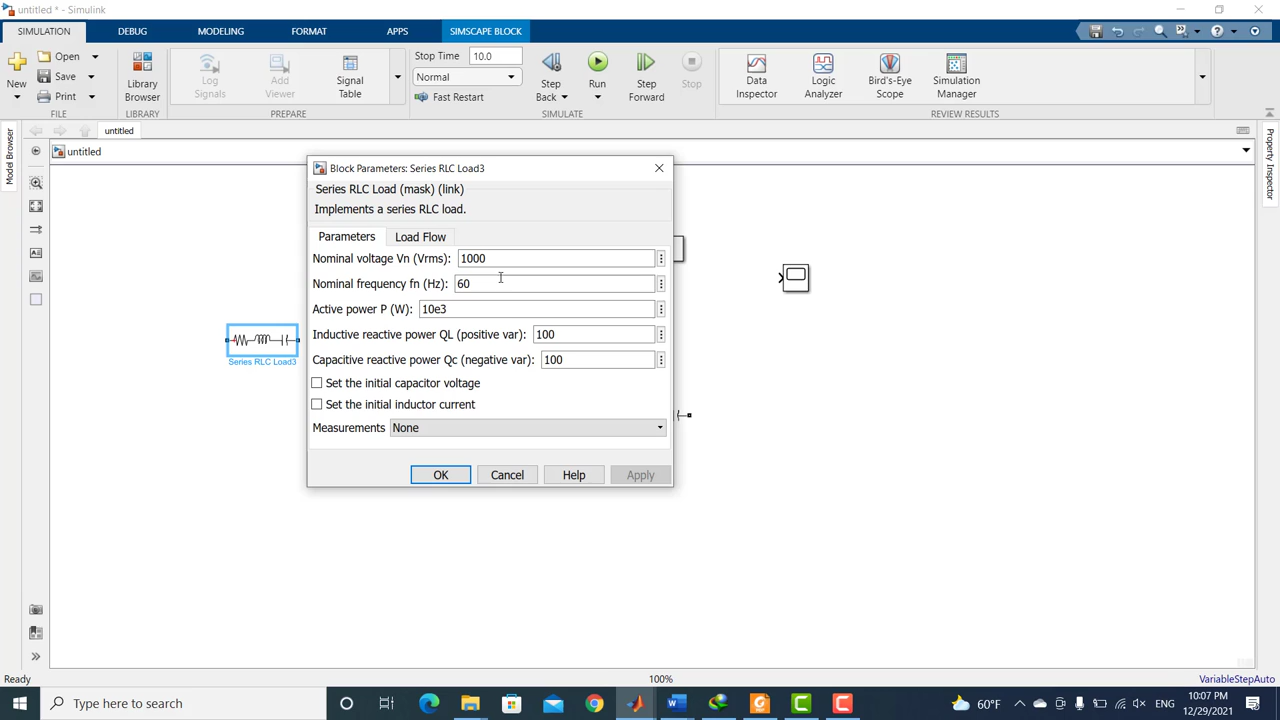 untitled * - Simulink
SIMULATION
DEBUG
MODELING
FORMAT
APPS
SIMSCAPE BLOCK
New
Open
Save
Print
FILE
Library
Browser
LIBRARY
Log
Signals
Add
Viewer
Signal
Table
PREPARE
Stop Time 10.0
Normal
Fast Restart
Step
Back
Run
Step
Forward
Stop
SIMULATE
Data
Inspector
Logic
Analyzer
Bird's-Eye
Scope
Simulation
Manager
REVIEW RESULTS
untitled
untitled
Model Browser
Property Inspector
Block Parameters: Series RLC Load3
Series RLC Load (mask) (link)
Implements a series RLC load.
Parameters
Load Flow
Nominal voltage Vn (Vrms): 1000
Nominal frequency fn (Hz): 60
Active power P (W): 10e3
Inductive reactive power QL (positive var): 100
Capacitive reactive power Qc (negative var): 100
Set the initial capacitor voltage
Set the initial inductor current
Measurements None
OK
Cancel
Help
Apply
Series RLC Load3
Ready
100%
VariableStepAuto
Type here to search
60°F
ENG
10:07 PM
12/29/2021